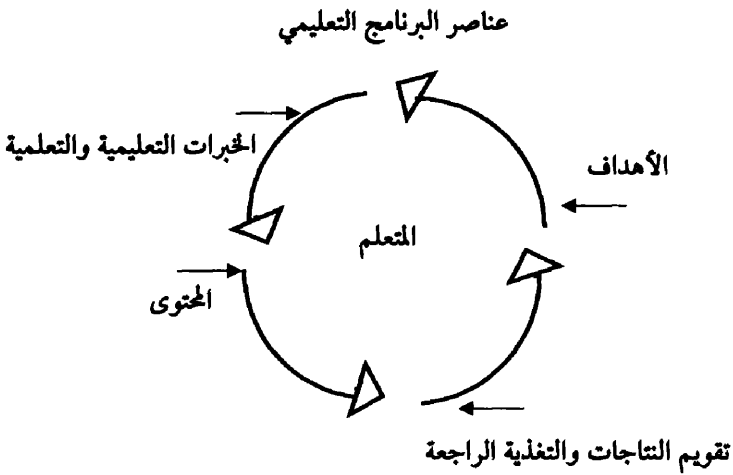 عناصر البرنامج التعليمي
الخبرات التعليمية والتعلمية
الأهداف
المتعلم
المحتوى
تقويم النتاجات والتغذية الراجعة